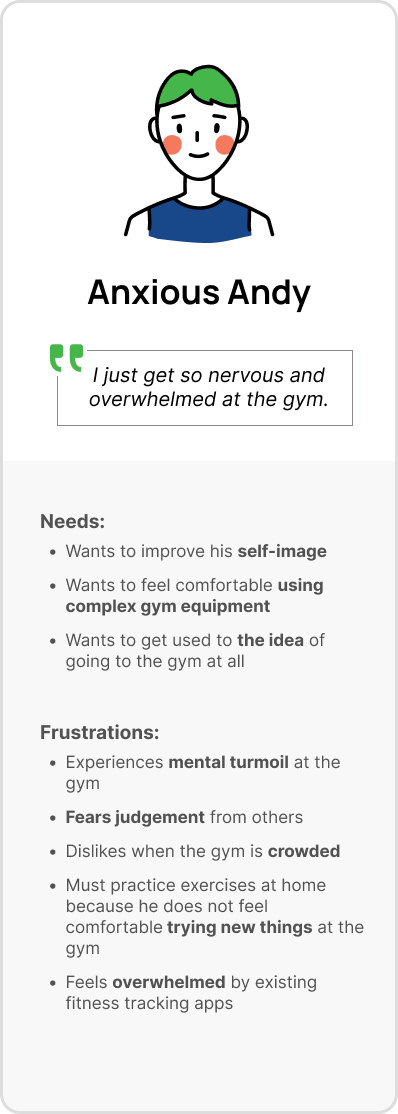 Anxious Andy
I just get so nervous and
overwhelmed at the gym.
Needs:
• Wants to improve his self-image
• Wants to feel comfortable using
complex gym equipment
• Wants to get used to the idea of
going to the gym at all
Frustrations:
• Experiences mental turmoil at the
gym
• Fears judgement from others
• Dislikes when the gym is crowded
• Must practice exercises at home
because he does not feel
comfortable trying new things at the
gym
• Feels overwhelmed by existing
fitness tracking apps